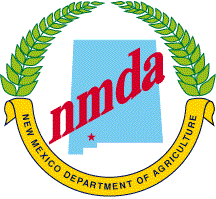 nmda
NEW MEXICO DEPARTMENT OF AGRICULTURE